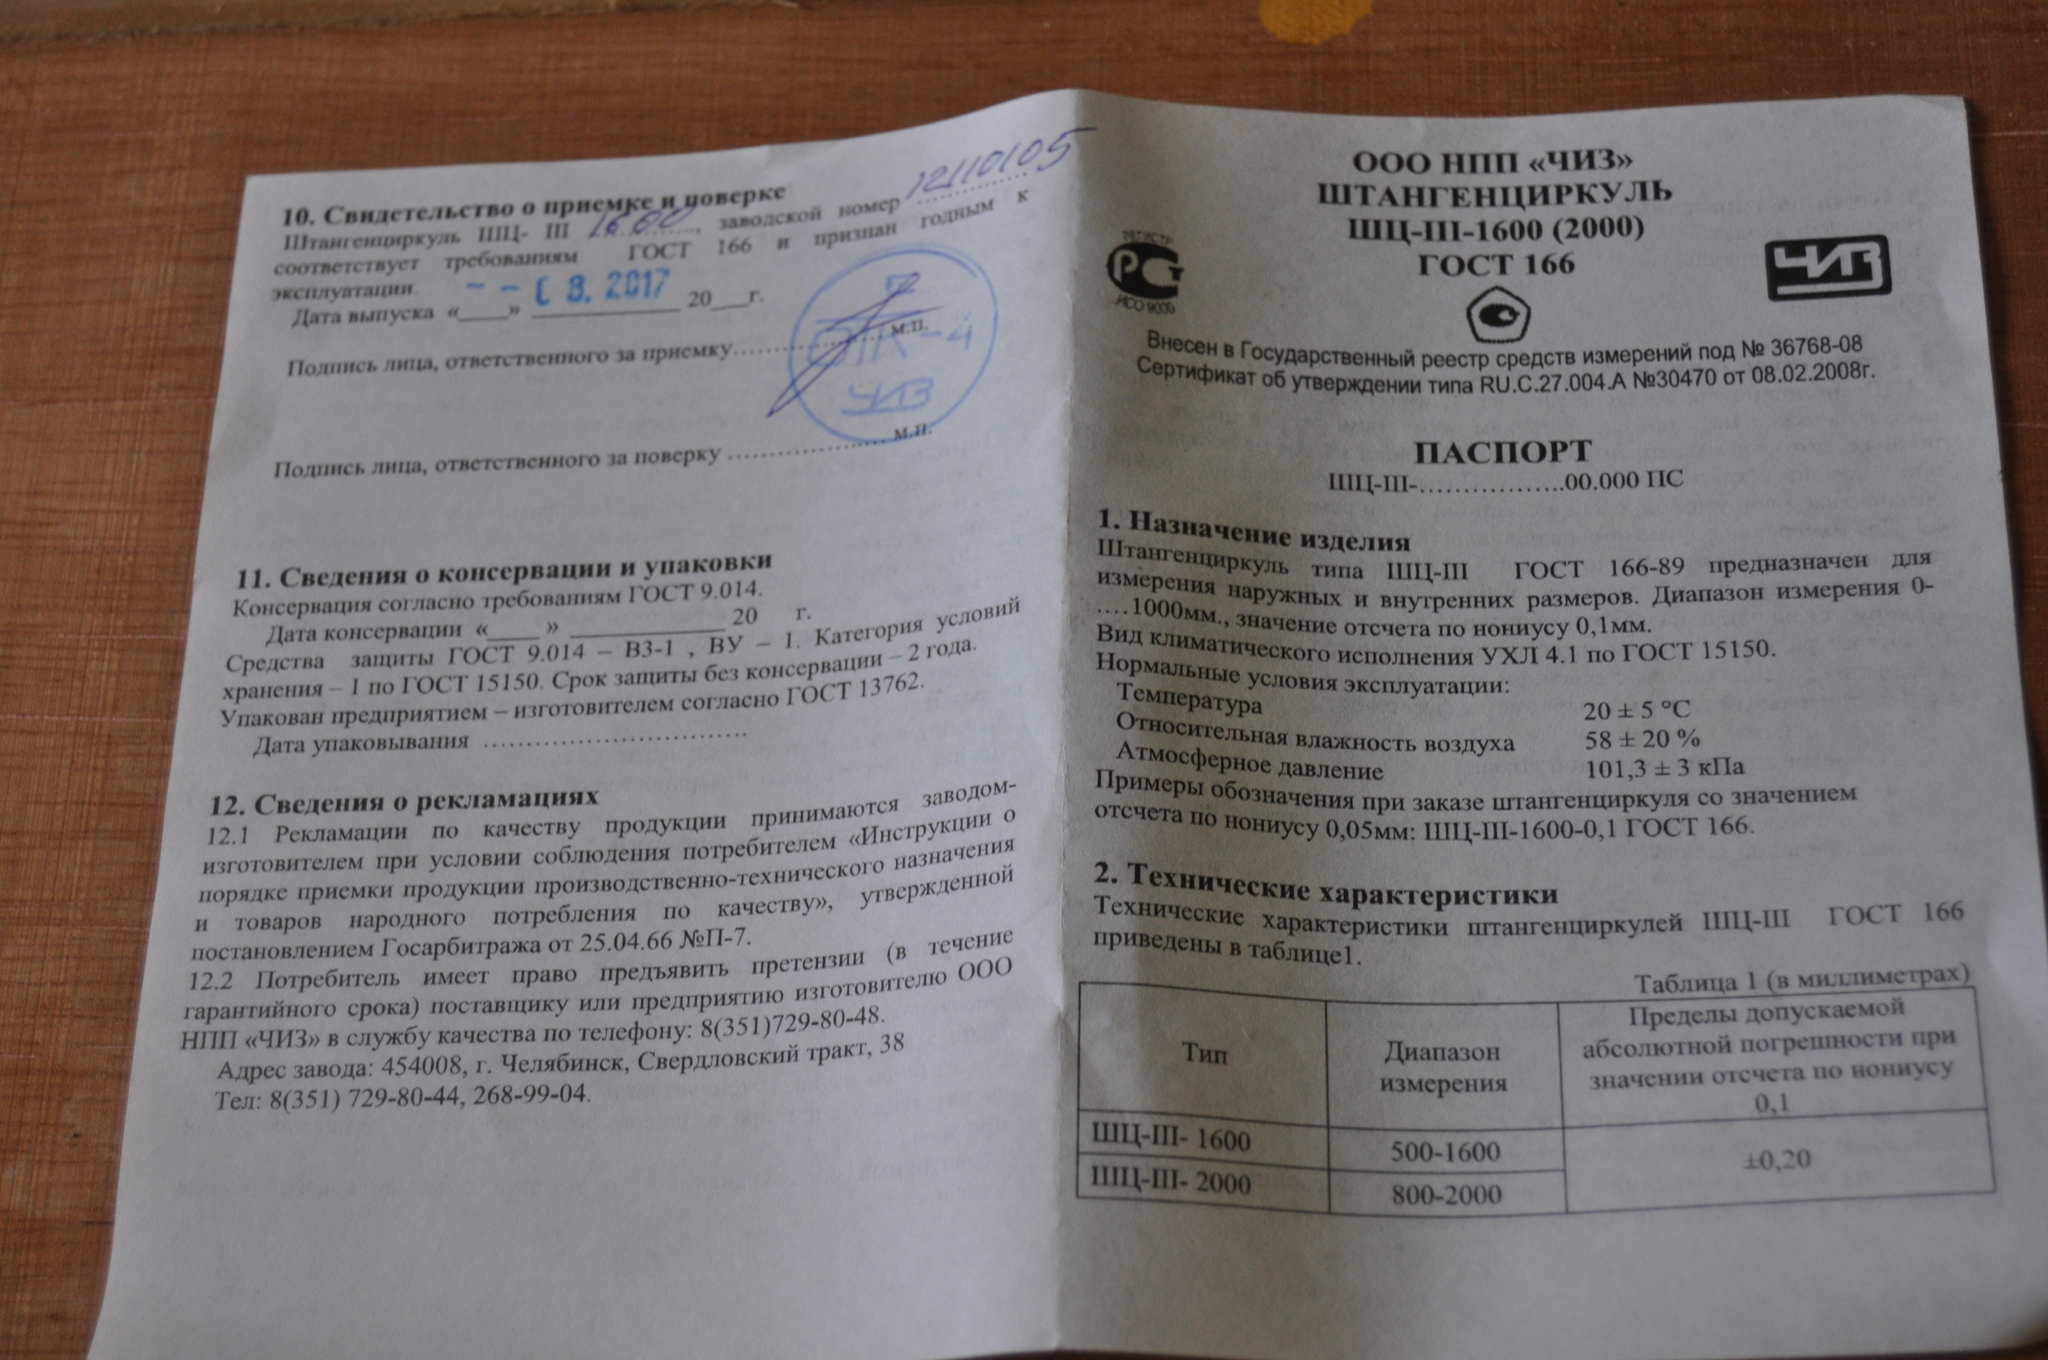 10. Свидетельство о приемке и поверке
Штангенциркуль ШЦ- III 1600, заводской номер 12110105
соответствует требованиям ГОСТ 166 и признан годным к
эксплуатации.
Дата выпуска «____» 8. 2017 20___г.
Подпись лица, ответственного за приемку.................... м.п.
ОТК-4
ЧИЗ
Подпись лица, ответственного за поверку .................... м.п.
11. Сведения о консервации и упаковки
Консервация согласно требованиям ГОСТ 9.014.
Дата консервации «____ » ______________ 20 г.
Средства защиты ГОСТ 9.014 – ВЗ-1 , ВУ – 1. Категория условий
хранения – 1 по ГОСТ 15150. Срок защиты без консервации – 2 года.
Упакован предприятием – изготовителем согласно ГОСТ 13762.
Дата упаковывания ...............................
12. Сведения о рекламациях
12.1 Рекламации по качеству продукции принимаются заводом-
изготовителем при условии соблюдения потребителем «Инструкции о
порядке приемки продукции производственно-технического назначения
и товаров народного потребления по качеству», утвержденной
постановлением Госарбитража от 25.04.66 №П-7.
12.2 Потребитель имеет право предъявить претензии (в течение
гарантийного срока) поставщику или предприятию изготовителю ООО
НПП «ЧИЗ» в службу качества по телефону: 8(351)729-80-48.
Адрес завода: 454008, г. Челябинск, Свердловский тракт, 38
Тел: 8(351) 729-80-44, 268-99-04.
ООО НПП «ЧИЗ»
ШТАНГЕНЦИРКУЛЬ
ШЦ-III-1600 (2000)
ГОСТ 166
РЕГИСТР
РСТ
ИСО 9000
ЧИЗ
Внесен в Государственный реестр средств измерений под № 36768-08
Сертификат об утверждении типа RU.C.27.004.A №30470 от 08.02.2008г.
ПАСПОРТ
ШЦ-III-..................00.000 ПС
1. Назначение изделия
Штангенциркуль типа ШЦ-III ГОСТ 166-89 предназначен для
измерения наружных и внутренних размеров. Диапазон измерения 0-
….1000мм., значение отсчета по нониусу 0,1мм.
Вид климатического исполнения УХЛ 4.1 по ГОСТ 15150.
Нормальные условия эксплуатации:
Температура 20 ± 5 °С
Относительная влажность воздуха 58 ± 20 %
Атмосферное давление 101,3 ± 3 кПа
Примеры обозначения при заказе штангенциркуля со значением
отсчета по нониусу 0,05мм: ШЦ-III-1600-0,1 ГОСТ 166.
2. Технические характеристики
Технические характеристики штангенциркулей ШЦ-III ГОСТ 166
приведены в таблице1.
Таблица 1 (в миллиметрах)
Тип
Диапазон
измерения
Пределы допускаемой
абсолютной погрешности при
значении отсчета по нониусу
0,1
ШЦ-III- 1600 500-1600 ±0,20
ШЦ-III- 2000 800-2000